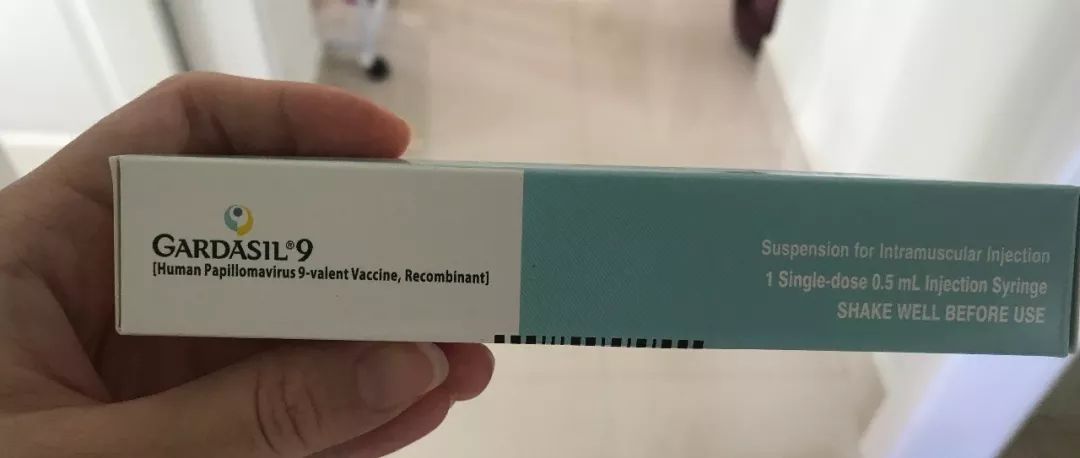 GARDASIL®9
[Human Papillomavirus 9-valent Vaccine, Recombinant]
Suspension for Intramuscular Injection
1 Single-dose 0.5 mL Injection Syringe
SHAKE WELL BEFORE USE